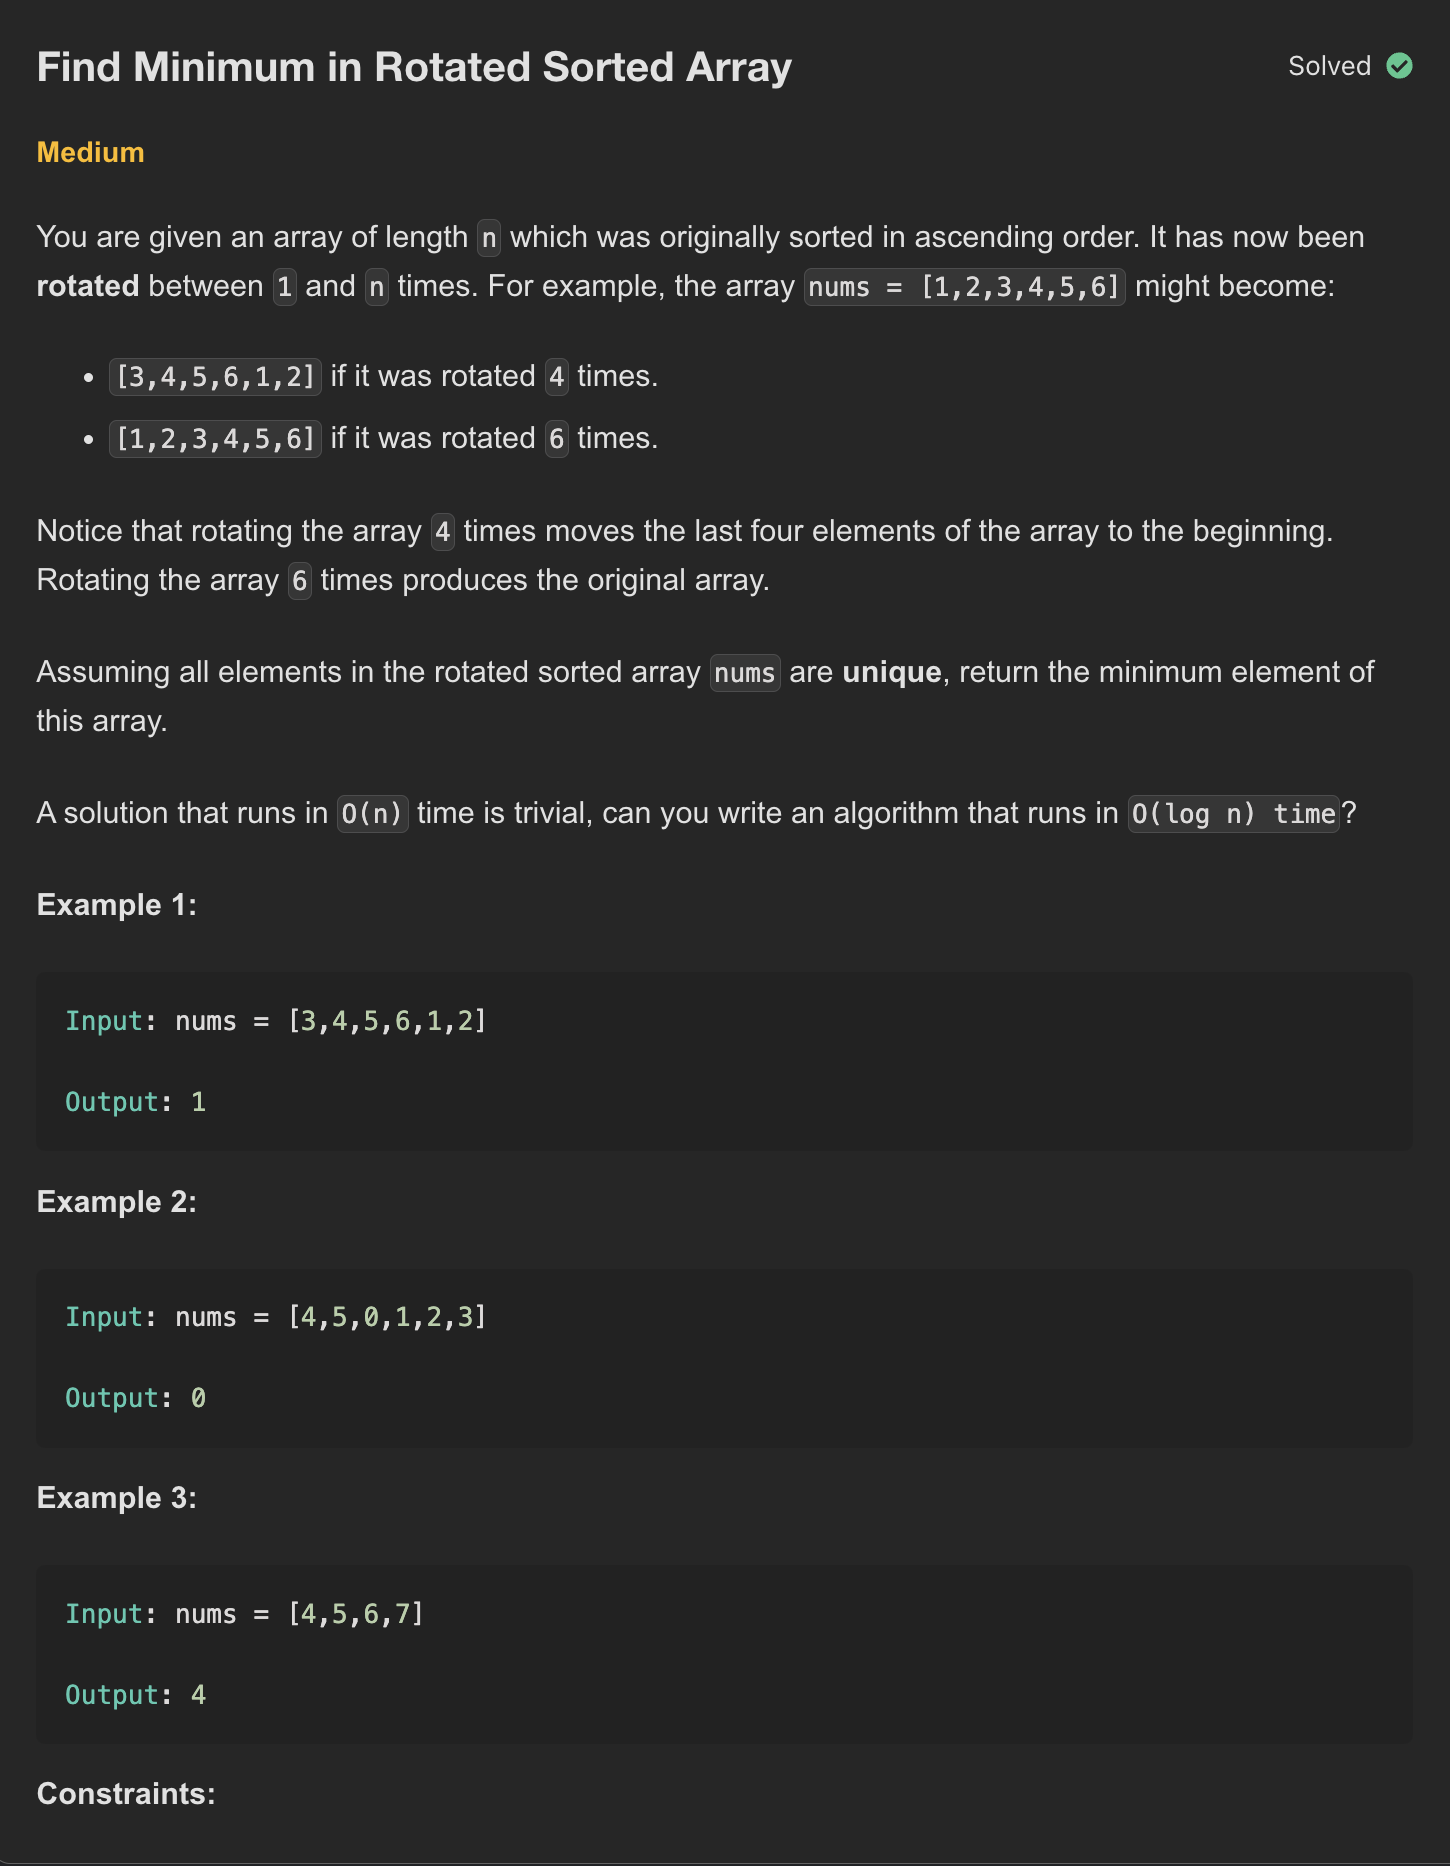 Find Minimum in Rotated Sorted Array
Solved
Medium
You are given an array of length n which was originally sorted in ascending order. It has now been
rotated between 1 and n times. For example, the array nums = [1,2,3,4,5,6] might become:
• [3,4,5,6,1,2] if it was rotated 4 times.
• [1,2,3,4,5,6] if it was rotated 6 times.
Notice that rotating the array 4 times moves the last four elements of the array to the beginning.
Rotating the array 6 times produces the original array.
Assuming all elements in the rotated sorted array nums are unique, return the minimum element of
this array.
A solution that runs in O(n) time is trivial, can you write an algorithm that runs in O(log n) time?
Example 1:
Input: nums = [3,4,5,6,1,2]
Output: 1
Example 2:
Input: nums = [4,5,0,1,2,3]
Output: 0
Example 3:
Input: nums = [4,5,6,7]
Output: 4
Constraints: